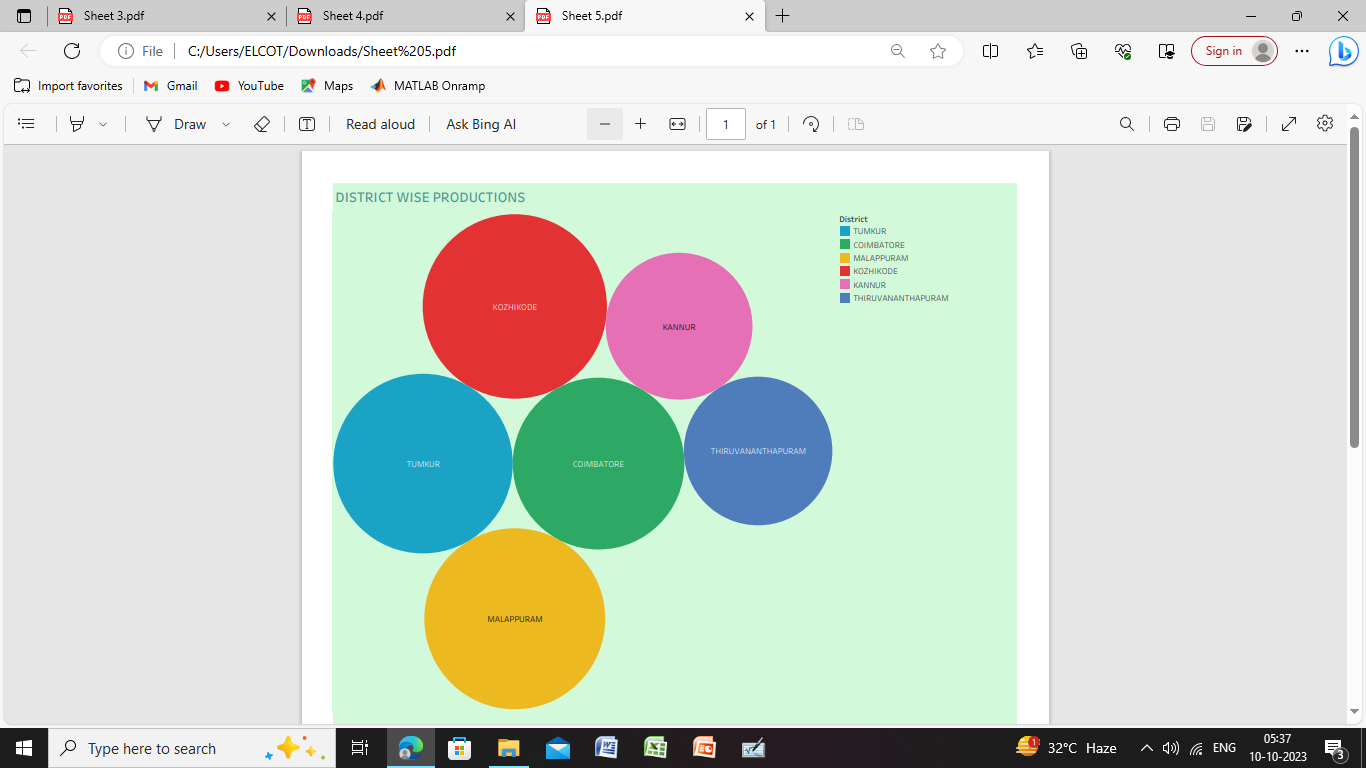 Sheet 3.pdf
Sheet 4.pdf
Sheet 5.pdf
File
C:/Users/ELCOT/Downloads/Sheet%205.pdf
Sign in
Import favorites
Gmail
YouTube
Maps
MATLAB Onramp
Draw
Read aloud
Ask Bing AI
1
of 1
DISTRICT WISE PRODUCTIONS
District
TUMKUR
COIMBATORE
MALAPPURAM
KOZHIKODE
KANNUR
THIRUVANANTHAPURAM
KOZHIKODE
KANNUR
TUMKUR
COIMBATORE
THIRUVANANTHAPURAM
MALAPPURAM
Type here to search
1
32°C Haze
ENG
05:37
10-10-2023
3